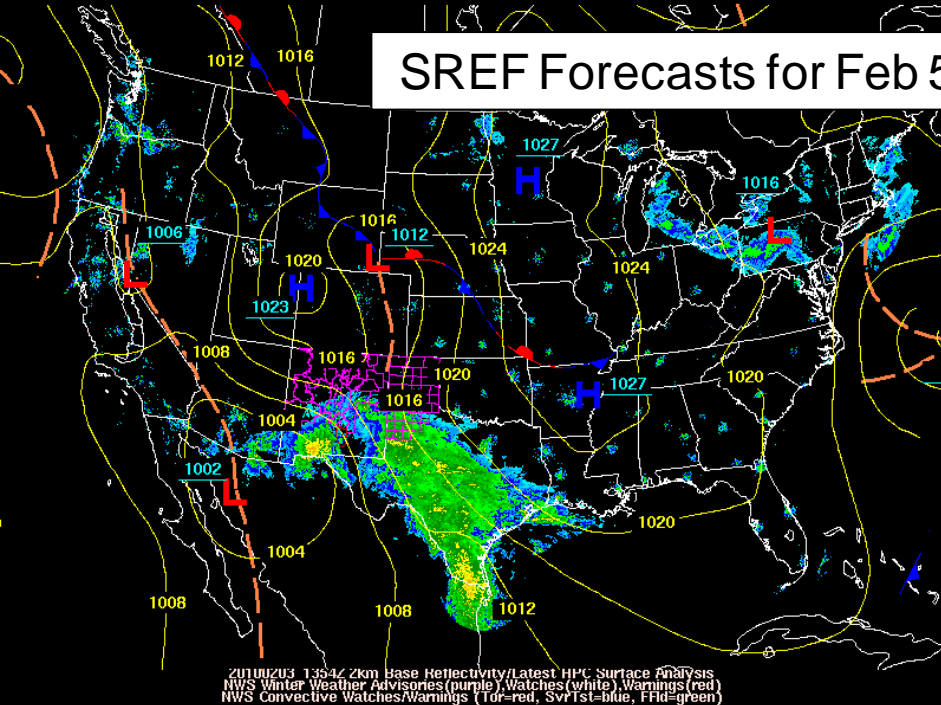 SREF Forecasts for Feb 5
1012
1016
1027
H
1016
L
1006
L
1016
1012
L
1024
1024
1020
H
1023
1008
1016
1020
1016
1027
H
1020
1004
1002
L
1020
1004
1008
1008
1012
20100203 1354Z 2km Base Reflectivity/Latest HPC Surface Analysis
NWS Winter Weather Advisories(purple),Watches(white),Warnings(red)
NWS Convective Watches/Warnings (Tor=red, SvrTst=blue, FFld=green)